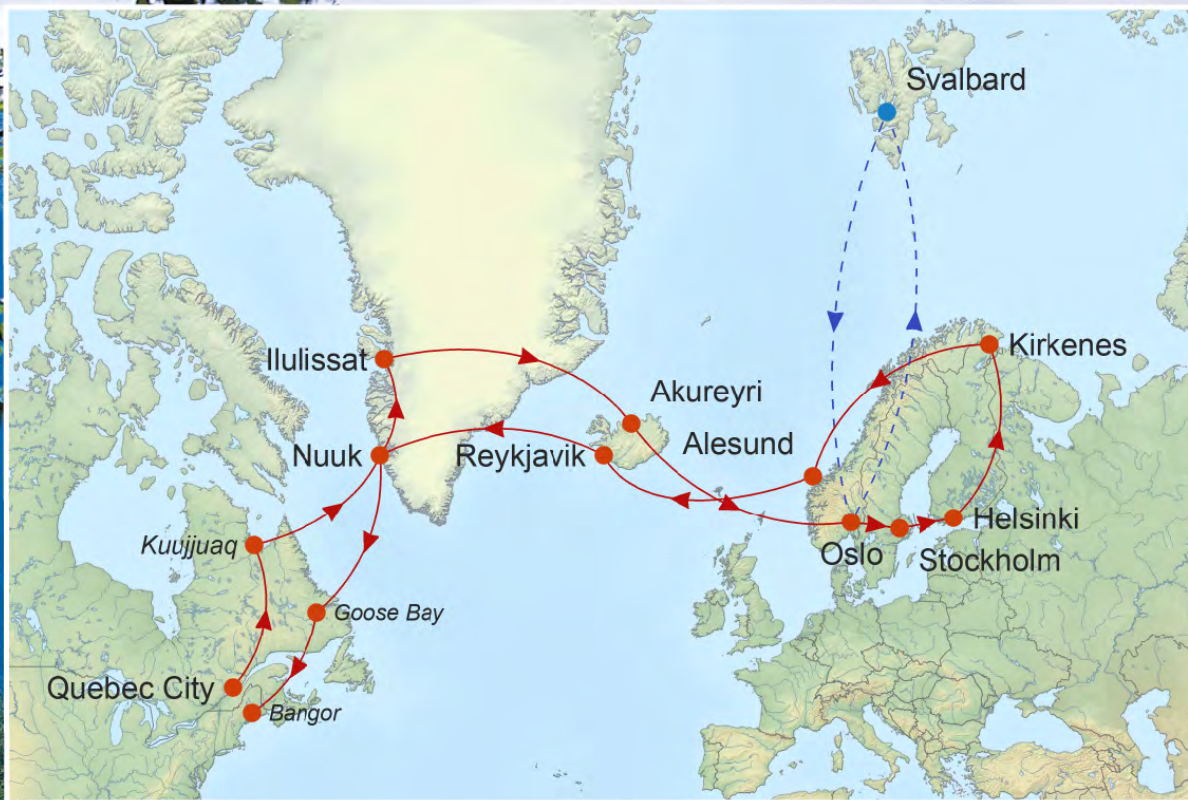 Svalbard
Ilulissat
Kirkenes
Akureyri
Nuuk
Reykjavik
Alesund
Kuujjuaq
Helsinki
Oslo
Stockholm
Goose Bay
Quebec City
Bangor